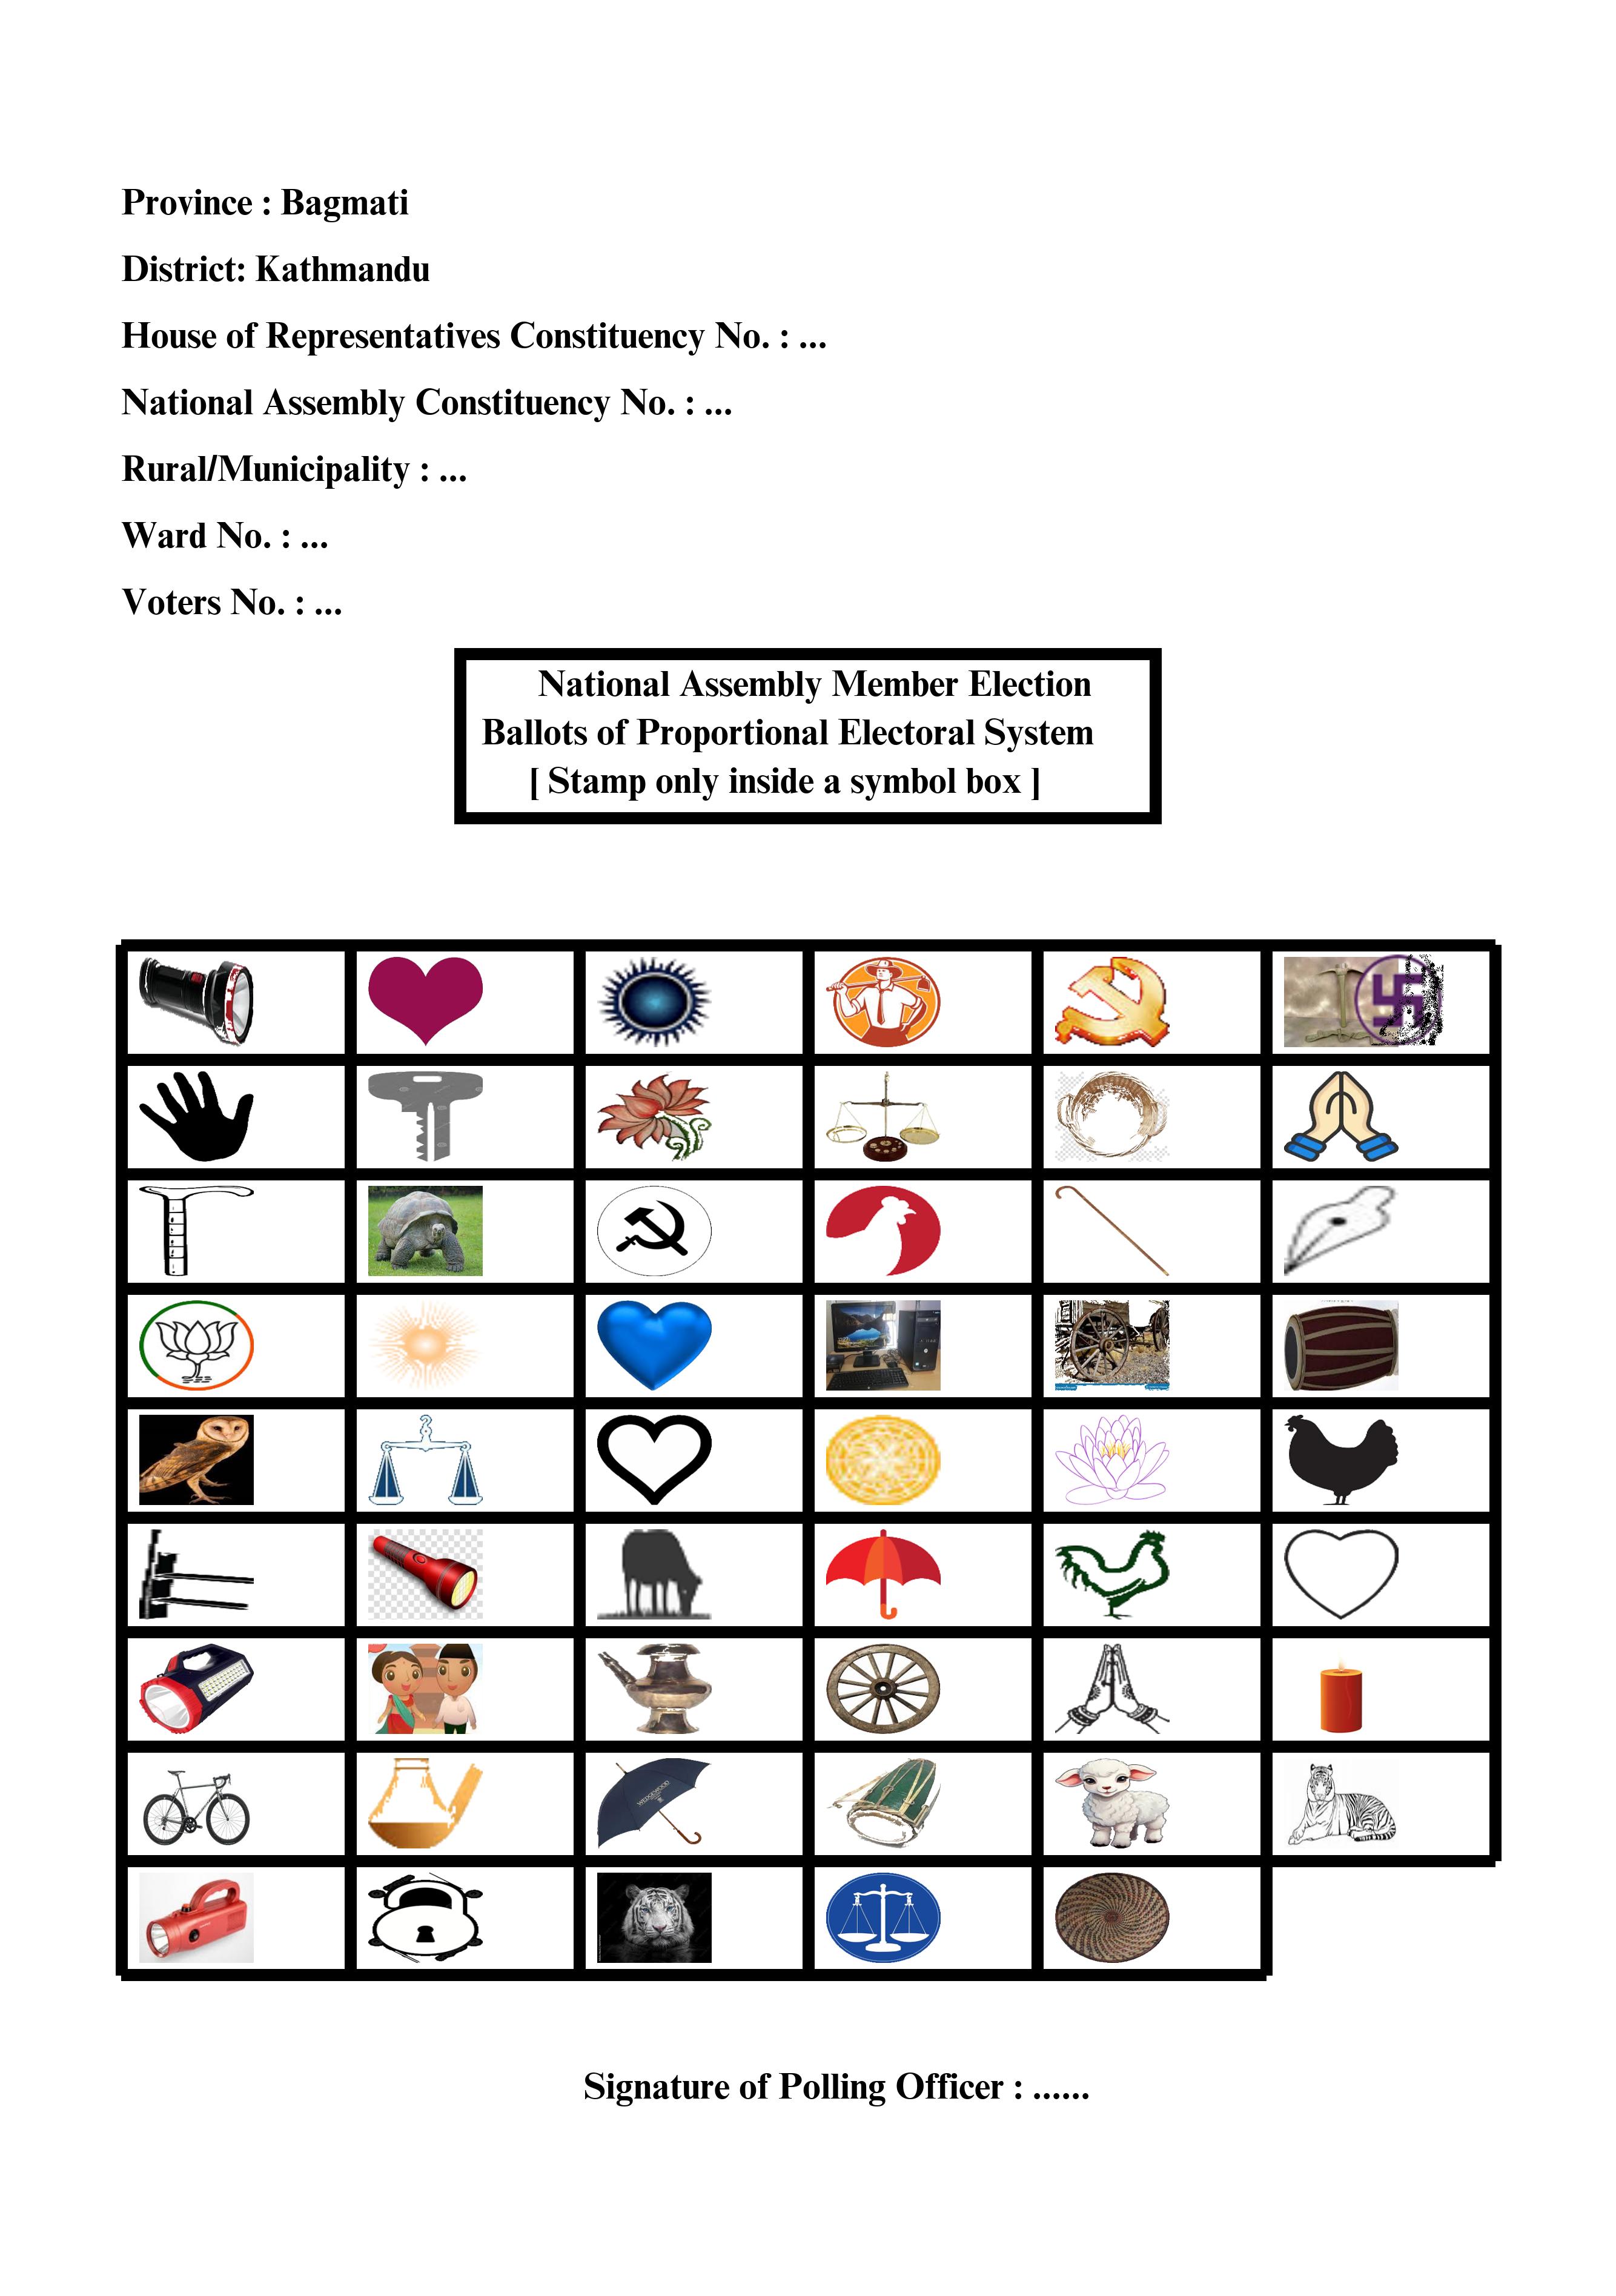 Province : Bagmati
District: Kathmandu
House of Representatives Constituency No. : ...
National Assembly Constituency No. : ...
Rural/Municipality : ...
Ward No. : ...
Voters No. : ...
National Assembly Member Election
Ballots of Proportional Electoral System
[ Stamp only inside a symbol box ]
WEDGEWOOD
Signature of Polling Officer : ......